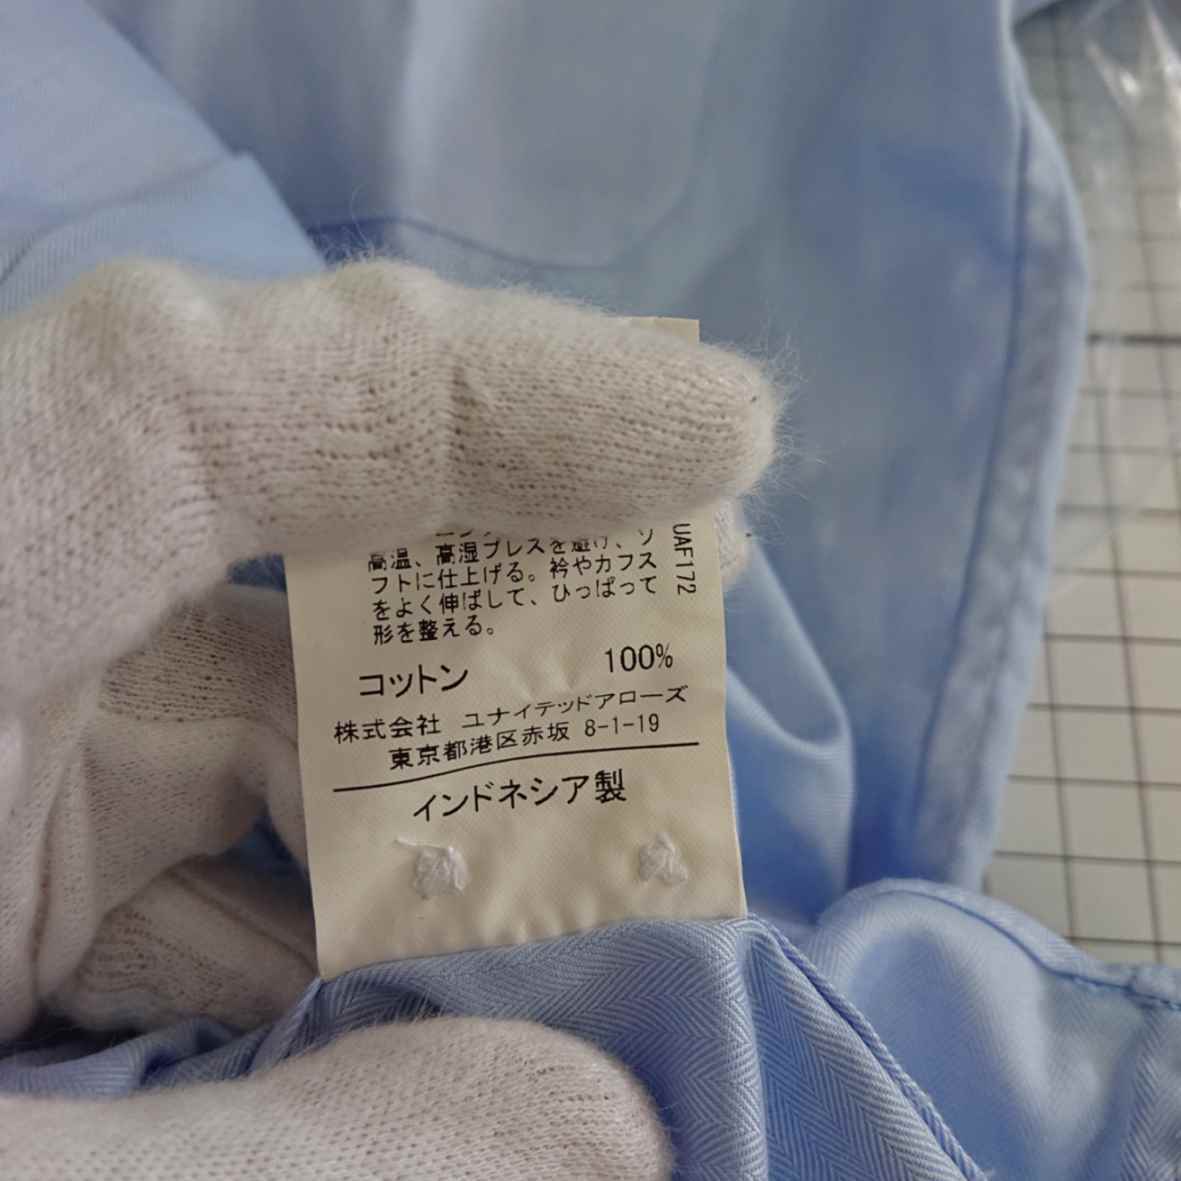 高温、高湿プレスを避け、ソ
フトに仕上げる。衿やカフス
をよく伸ばして、ひっぱって
形を整える。
UAF172
コットン 100%
株式会社 ユナイテッドアローズ
東京都港区赤坂 8-1-19
インドネシア製